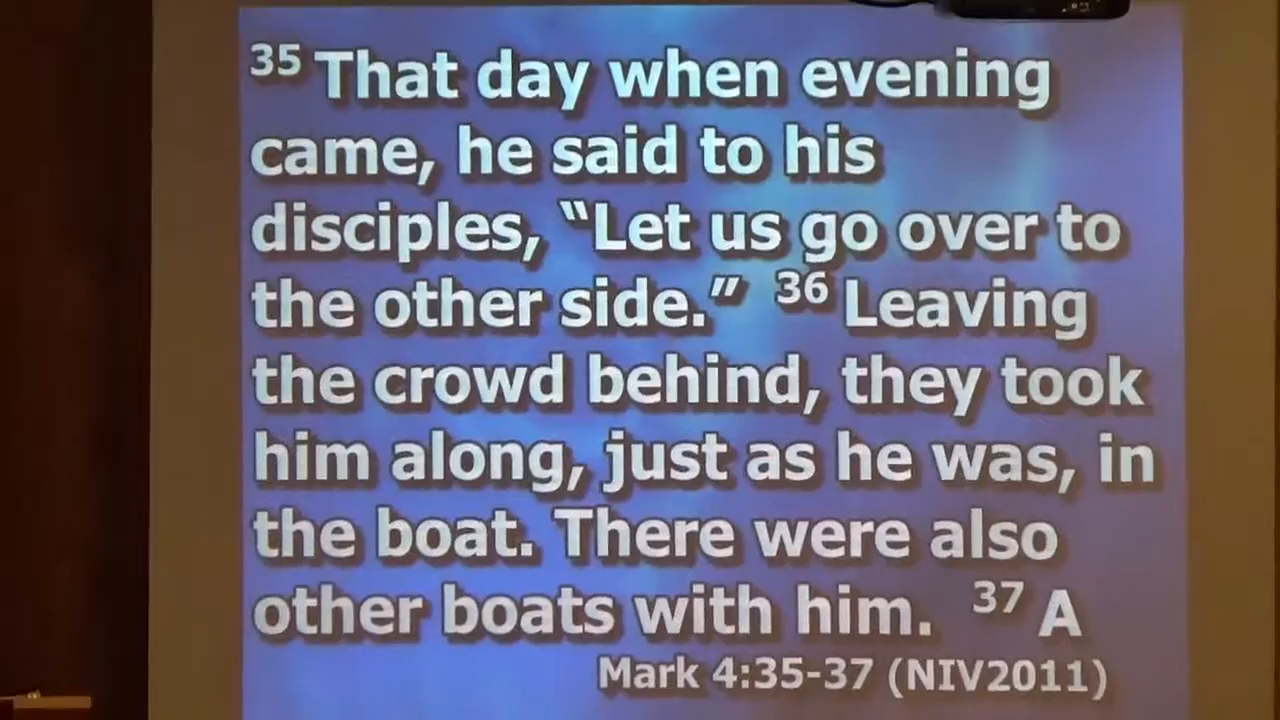 35 That day when evening
came, he said to his
disciples, “Let us go over to
the other side.” 36 Leaving
the crowd behind, they took
him along, just as he was, in
the boat. There were also
other boats with him. 37 A
Mark 4:35-37 (NIV2011)